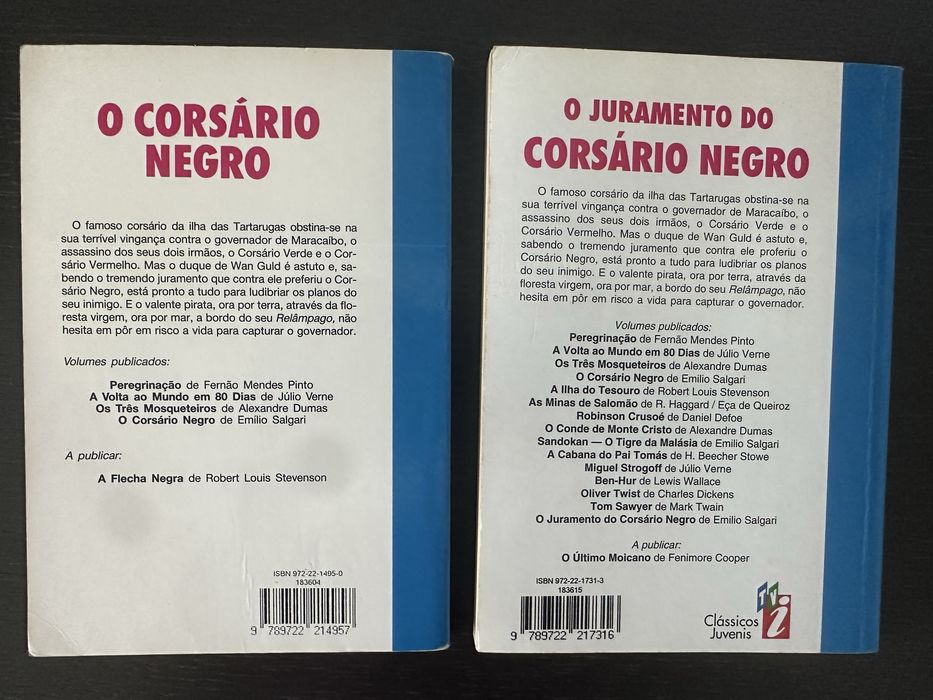 O CORSÁRIO
NEGRO
O famoso corsário da ilha das Tartarugas obstina-se na
sua terrível vingança contra o governador de Maracaíbo, o
assassino dos seus dois irmãos, o Corsário Verde e o Cor-
sário Vermelho. Mas o duque de Wan Guld é astuto e, sa-
bendo o tremendo juramento que contra ele preferiu o Cor-
sário Negro, está pronto a tudo para ludibriar os planos do
seu inimigo. E o valente pirata, ora por terra, através da flo-
resta virgem, ora por mar, a bordo do seu Relâmpago, não
hesita em pôr em risco a vida para capturar o governador.
Volumes publicados:
Peregrinação de Fernão Mendes Pinto
A Volta ao Mundo em 80 Dias de Júlio Verne
Os Três Mosqueteiros de Alexandre Dumas
O Corsário Negro de Emílio Salgari
A publicar:
A Flecha Negra de Robert Louis Stevenson
ISBN 972-22-1495-0
183604
9 789722 214957
O JURAMENTO DO
CORSÁRIO NEGRO
O famoso corsário da ilha das Tartarugas obstina-se na
sua terrível vingança contra o governador de Maracaíbo, o
assassino dos seus dois irmãos, o Corsário Verde e o
Corsário Vermelho. Mas o duque de Wan Guld é astuto e,
sabendo o tremendo juramento que contra ele preferiu o
Corsário Negro, está pronto a tudo para ludibriar os planos
do seu inimigo. E o valente pirata, ora por terra, através da
floresta virgem, ora por mar, a bordo do seu Relâmpago, não
hesita em pôr em risco a vida para capturar o governador.
Volumes publicados:
Peregrinação de Fernão Mendes Pinto
A Volta ao Mundo em 80 Dias de Júlio Verne
Os Três Mosqueteiros de Alexandre Dumas
O Corsário Negro de Emilio Salgari
A Ilha do Tesouro de Robert Louis Stevenson
As Minas de Salomão de R. Haggard / Eça de Queiroz
Robinson Crusoé de Daniel Defoe
O Conde de Monte Cristo de Alexandre Dumas
Sandokan — O Tigre da Malásia de Emilio Salgari
A Cabana do Pai Tomás de H. Beecher Stowe
Miguel Strogoff de Júlio Verne
Ben-Hur de Lewis Wallace
Oliver Twist de Charles Dickens
Tom Sawyer de Mark Twain
O Juramento do Corsário Negro de Emilio Salgari
A publicar:
O Último Moicano de Fenimore Cooper
ISBN 972-22-1731-3
183615
9 789722 217316
TV i
Clássicos
Juvenis